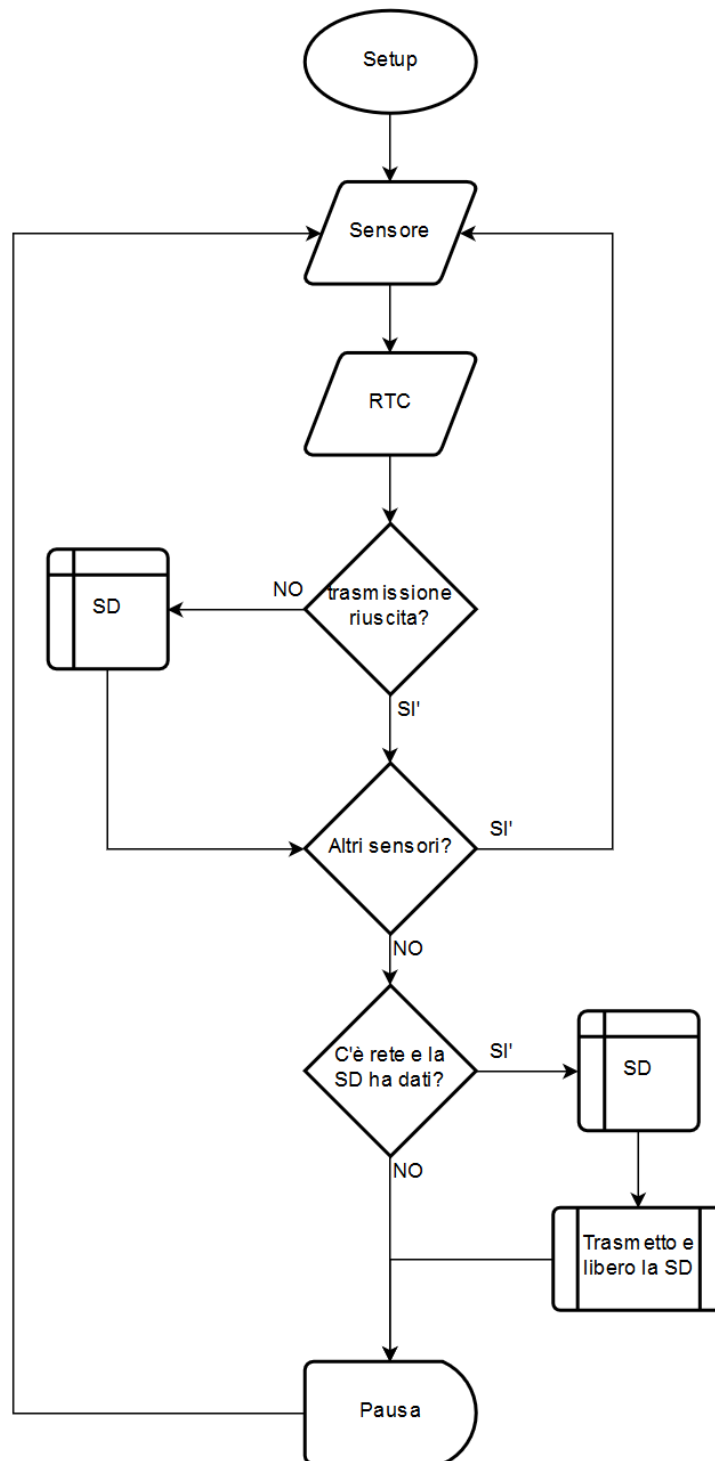 Setup
Sensore
RTC
trasmissione
riuscita?
NO
SD
SI'
Altri sensori?
SI'
NO
C'è rete e la
SD ha dati?
SI'
SD
NO
Trasmetto e
libero la SD
Pausa